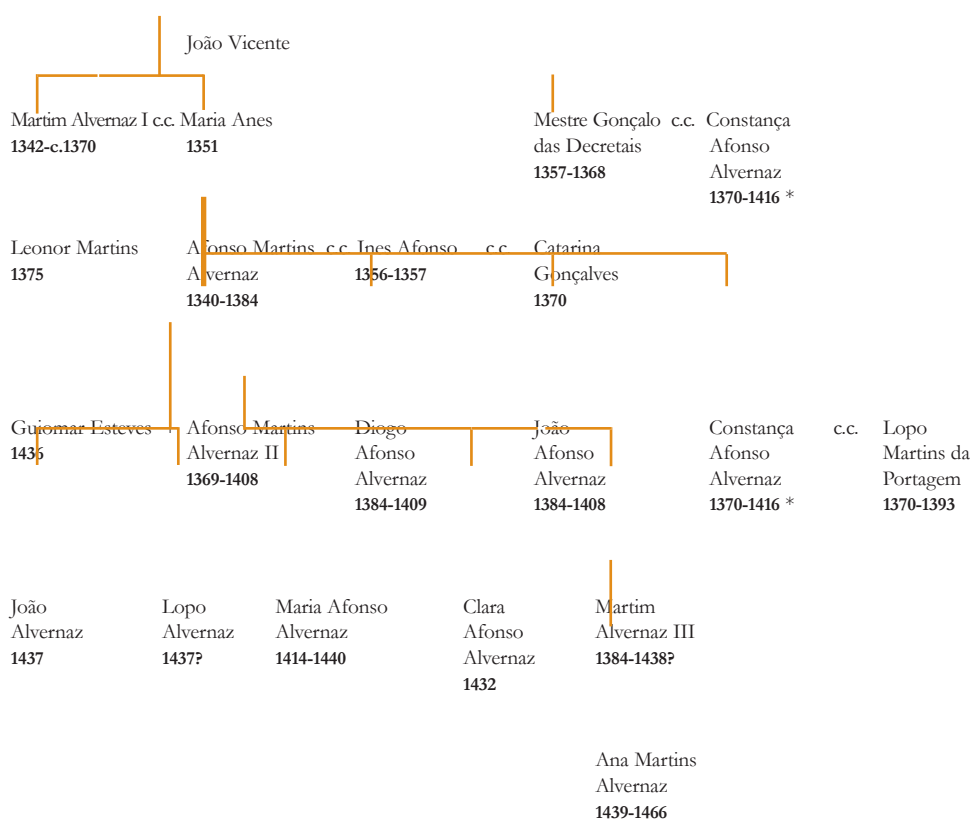 João Vicente
Martim Alvernaz I c.c. Maria Anes Mestre Gonçalo c.c. Constança
1342-c.1370 1351 das Decretais Afonso
1357-1368 Alvernaz
1370-1416 *
Leonor Martins Afonso Martins c.c. Ines Afonso c.c. Catarina
1375 Alvernaz 1356-1357 Gonçalves
1340-1384 1370
Guiomar Esteves Afonso Martins Diogo João Constança c.c. Lopo
1436 Alvernaz II Afonso Afonso Afonso Martins da
1369-1408 Alvernaz Alvernaz Alvernaz Portagem
1384-1409 1384-1408 1370-1416 * 1370-1393
João Lopo Maria Afonso Clara Martim
Alvernaz Alvernaz Alvernaz Afonso Alvernaz III
1437 1437? 1414-1440 Alvernaz 1384-1438?
1432
Ana Martins
Alvernaz
1439-1466